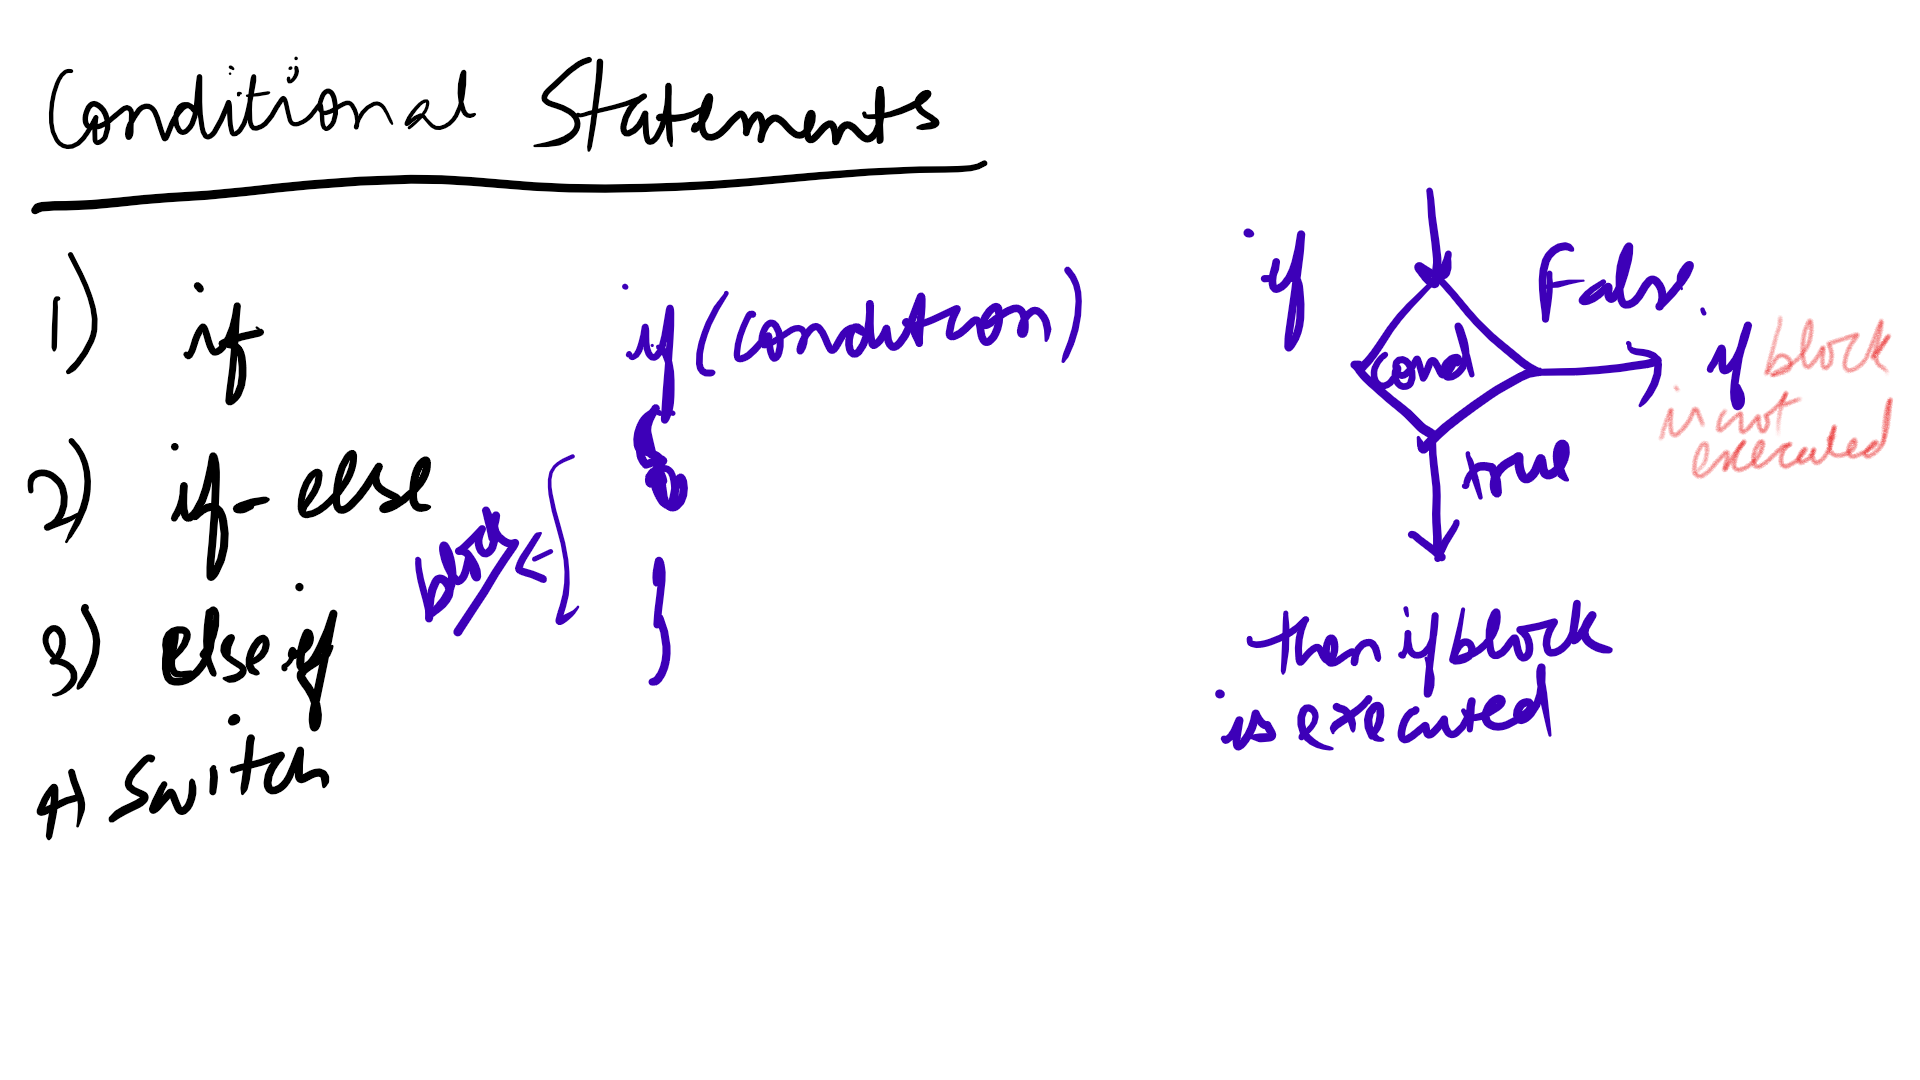 Conditional Statements
1) if
2) if-else
3) else if
4) switch
if (condition)
{
}
block
if
cond
False
if block
is not
executed
true
then if block
is executed